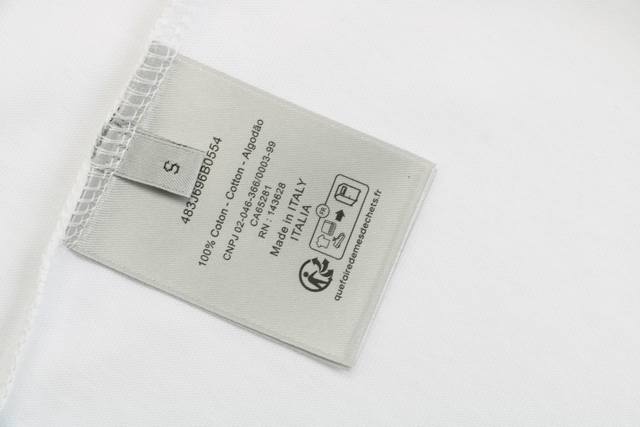 S
483J696B0554
100% Coton - Cotton - Algodão
CNPJ 02-046-366/0003-99
CA65281
RN : 143628
Made in ITALY
ITALIA
FR
quefairedemesdechets.fr